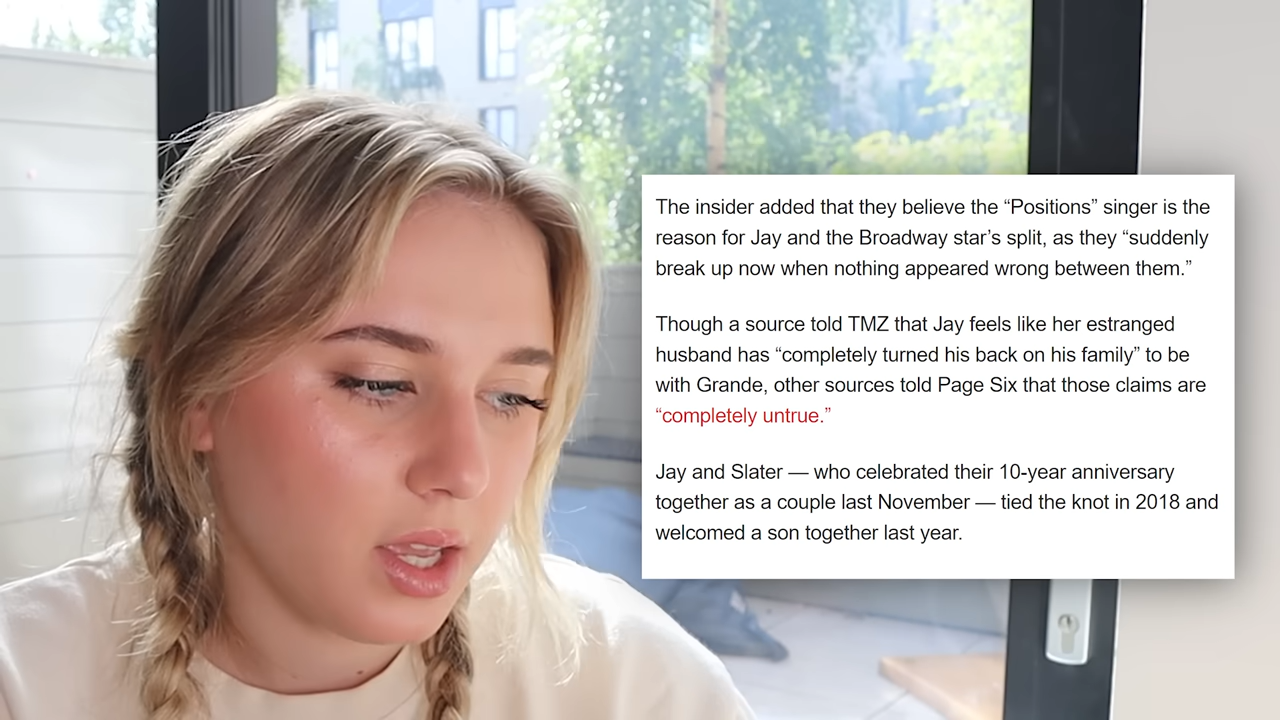 The insider added that they believe the “Positions” singer is the
reason for Jay and the Broadway star’s split, as they “suddenly
break up now when nothing appeared wrong between them.”
Though a source told TMZ that Jay feels like her estranged
husband has “completely turned his back on his family” to be
with Grande, other sources told Page Six that those claims are
“completely untrue.”
Jay and Slater — who celebrated their 10-year anniversary
together as a couple last November — tied the knot in 2018 and
welcomed a son together last year.